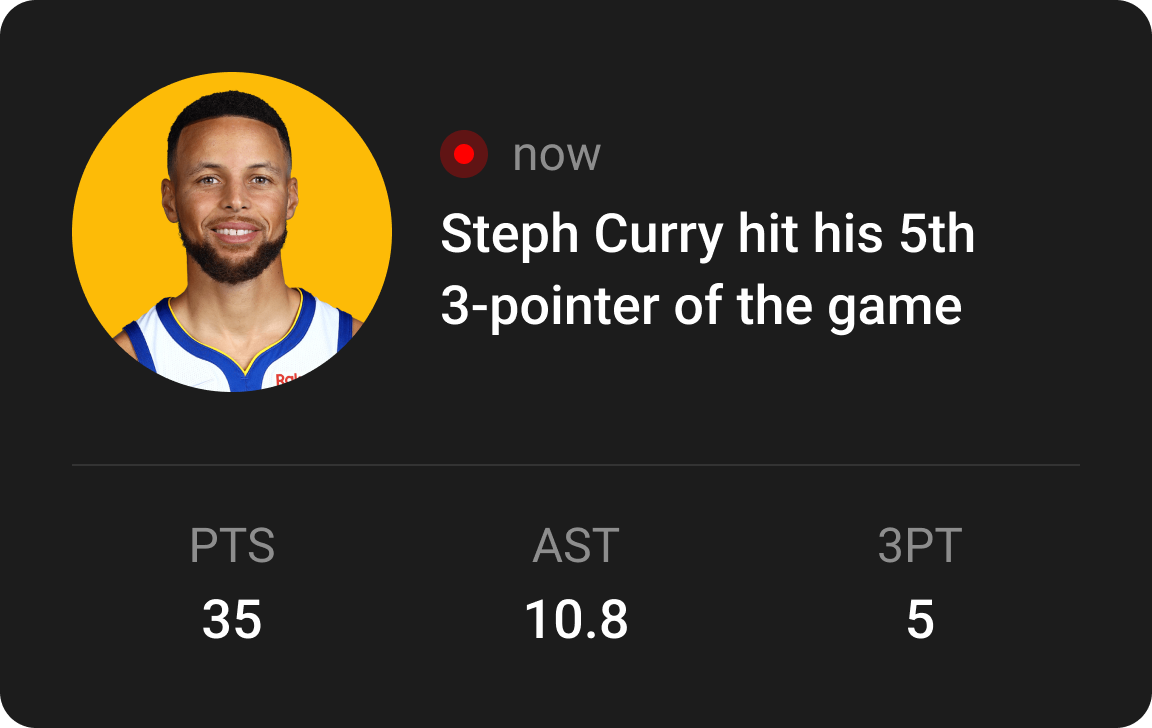 now
Steph Curry hit his 5th
3-pointer of the game
PTS AST 3PT
35 10.8 5